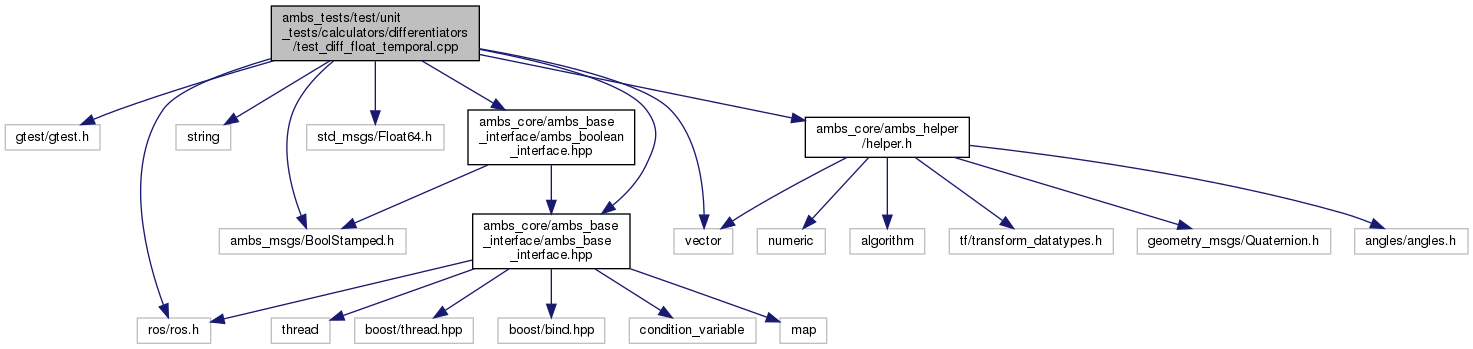 ambs_tests/test/unit
_tests/calculators/differentiators
/test_diff_float_temporal.cpp
gtest/gtest.h
string
std_msgs/Float64.h
ambs_core/ambs_base
_interface/ambs_boolean
_interface.hpp
ambs_core/ambs_helper
/helper.h
ambs_msgs/BoolStamped.h
ambs_core/ambs_base
_interface/ambs_base
_interface.hpp
vector
numeric
algorithm
tf/transform_datatypes.h
geometry_msgs/Quaternion.h
angles/angles.h
ros/ros.h
thread
boost/thread.hpp
boost/bind.hpp
condition_variable
map